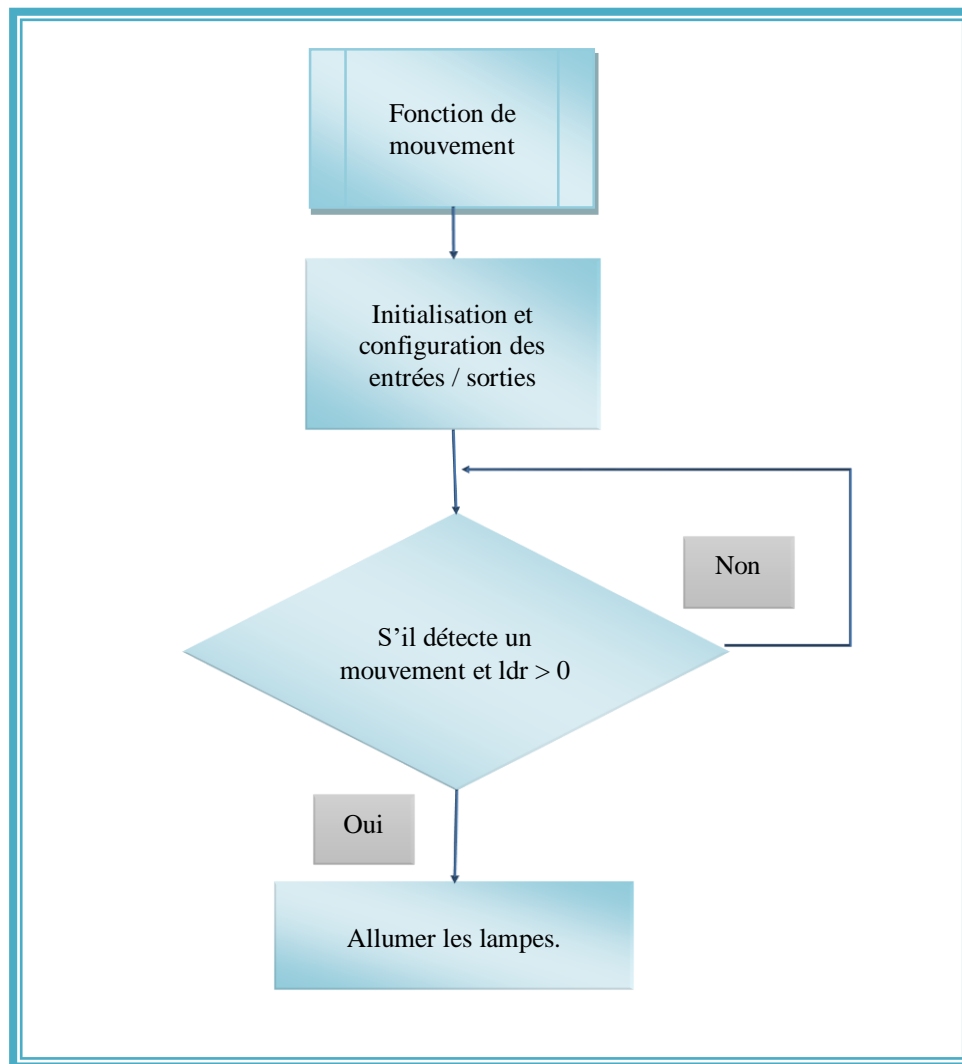 Fonction de
mouvement
Initialisation et
configuration des
entrées / sorties
Non
S’il détecte un
mouvement et ldr > 0
Oui
Allumer les lampes.